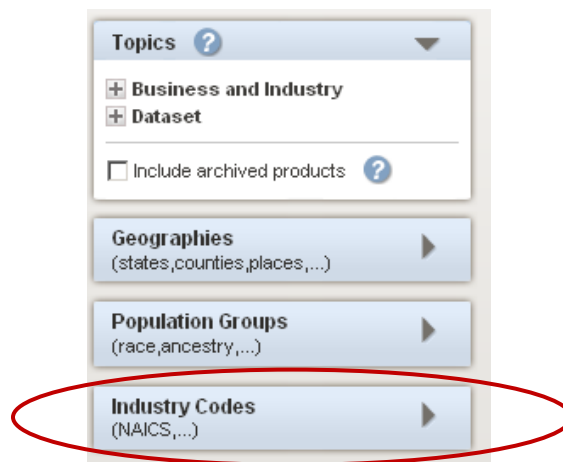 Topics ?
Business and Industry
Dataset
Include archived products ?
Geographies
(states,counties,places,...)
Population Groups
(race,ancestry,...)
Industry Codes
(NAICS,...)